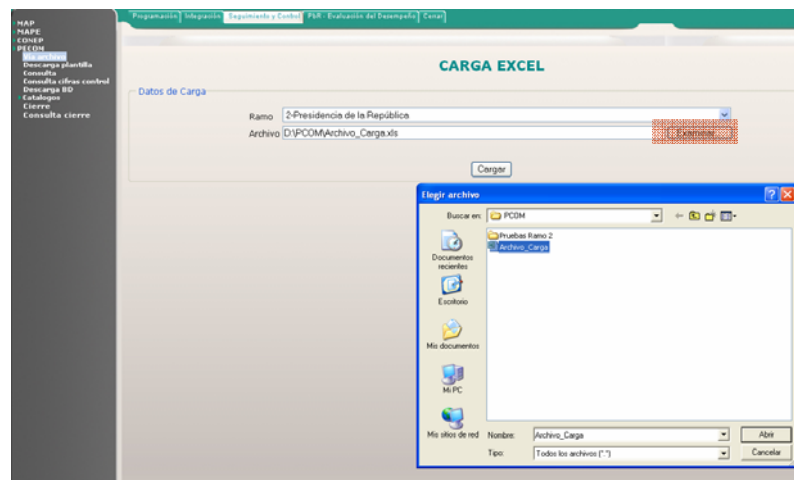 Programación Integración Seguimiento y Control PbR - Evaluación del Desempeño Cerrar
MAP
MAPE
CONEP
PECOM
Vía archivo
Descarga plantilla
Consulta
Consulta cifras control
Descarga BD
Catalogos
Cierre
Consulta cierre
CARGA EXCEL
Datos de Carga
Ramo 2-Presidencia de la República
Archivo D:\PCOM\Archivo_Carga.xls Examinar...
Cargar
Elegir archivo
Buscar en: PCOM
Pruebas Ramo 2
Archivo_Carga
Documentos
recientes
Escritorio
Mis documentos
Mi PC
Mis sitios de red
Nombre: Archivo_Carga Abrir
Tipo: Todos los archivos (*.*) Cancelar